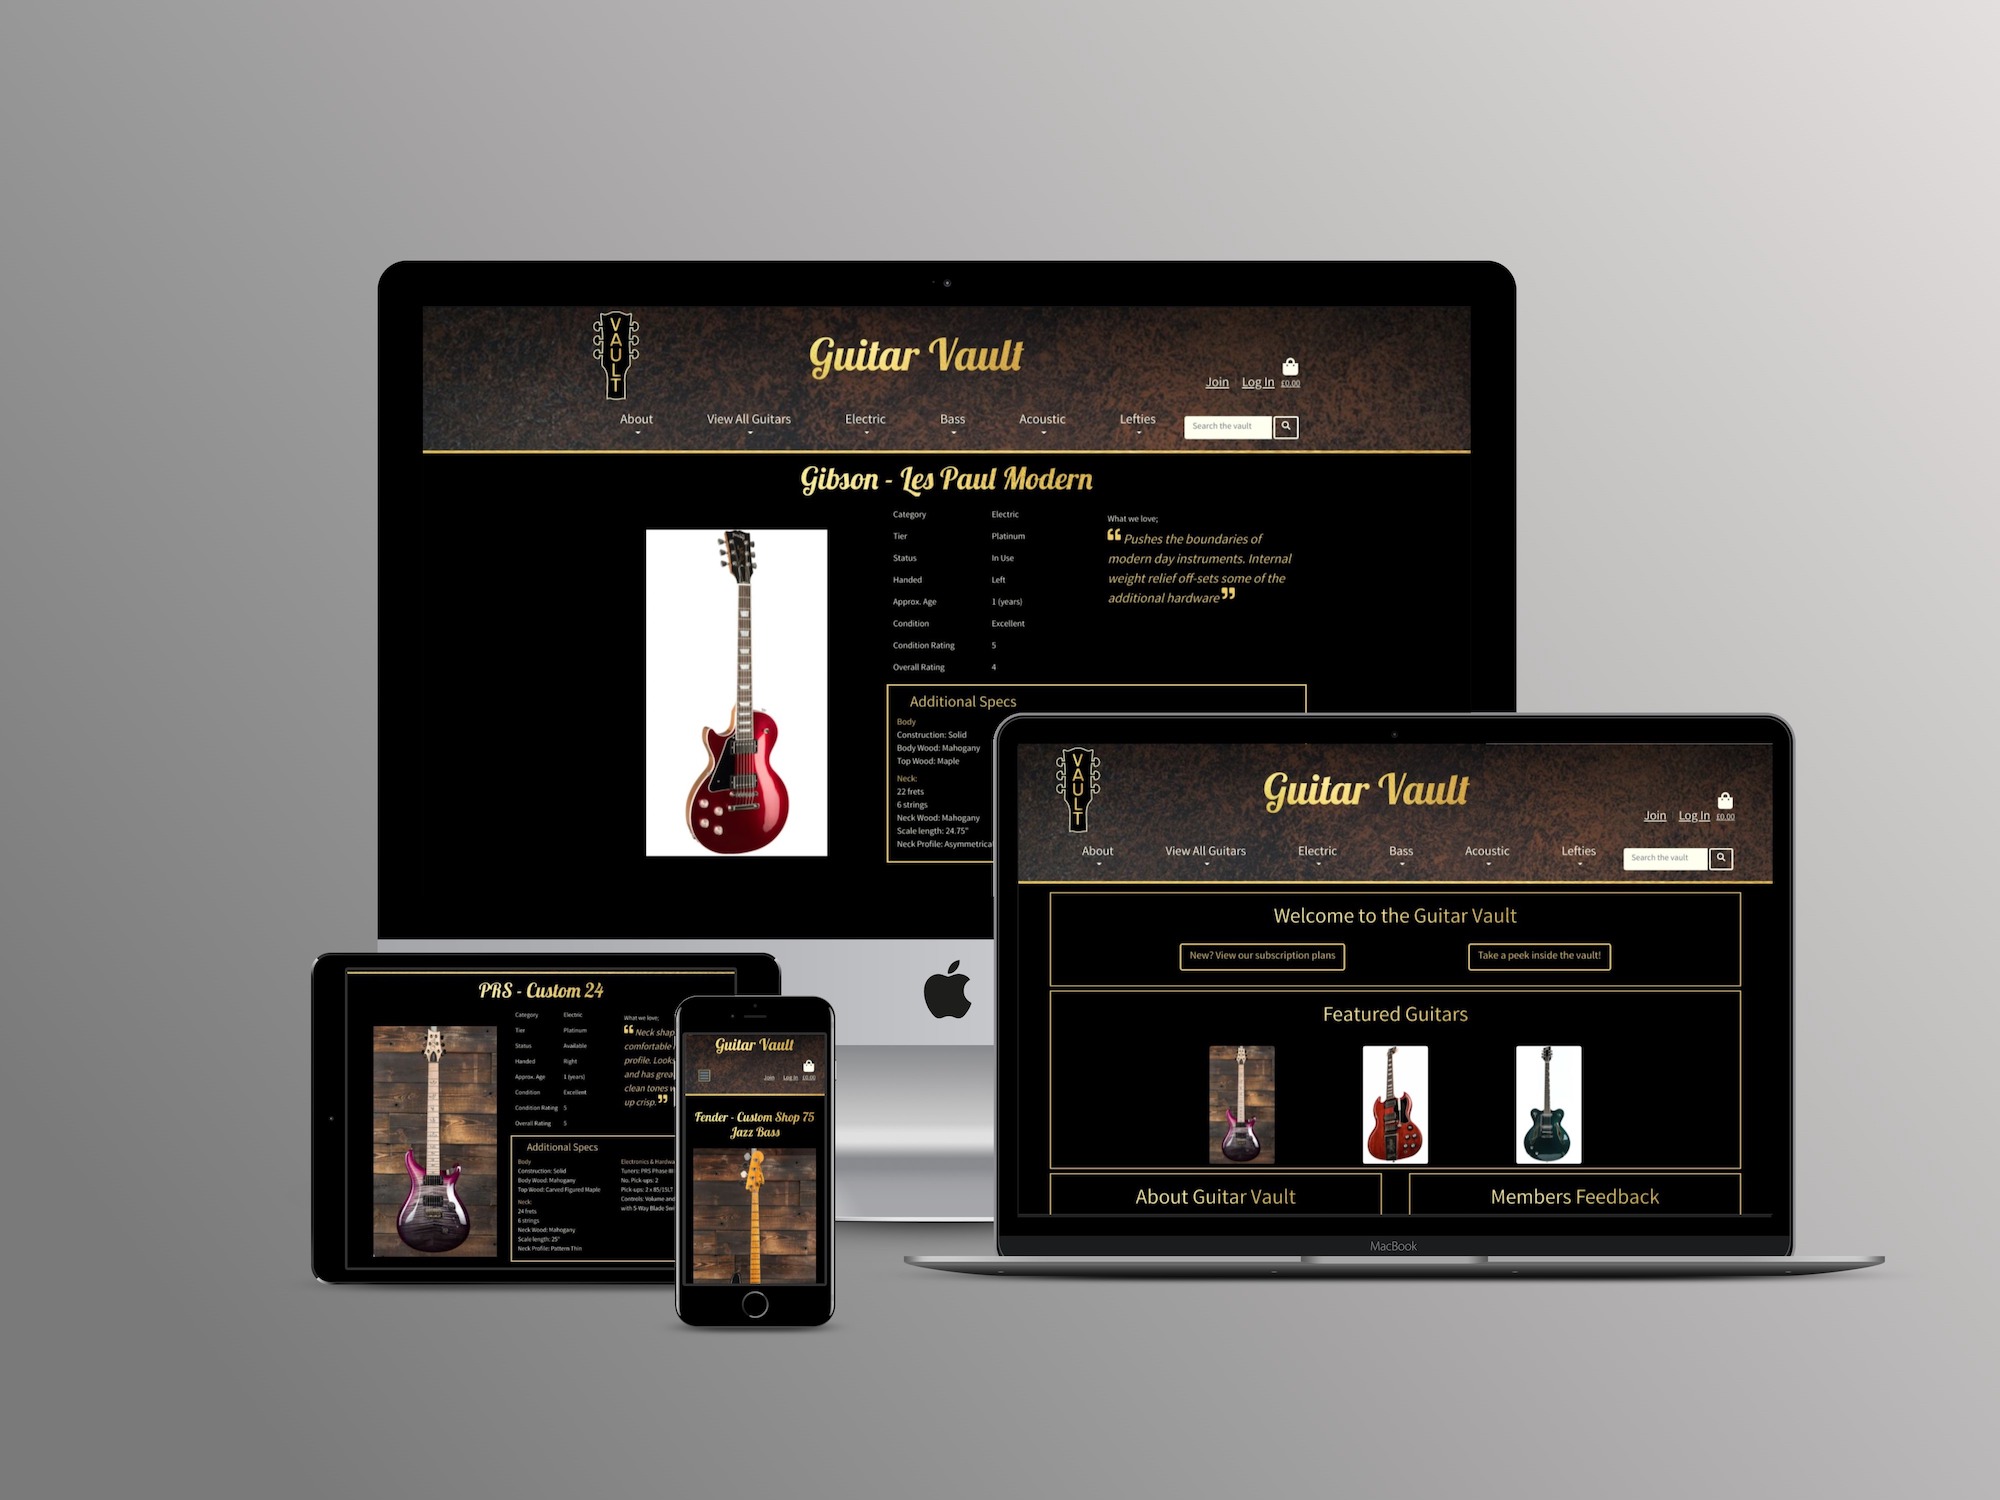 VAULT
Guitar Vault
Join Log In £0.00
About View All Guitars Electric Bass Acoustic Lefties Search the vault
Gibson - Les Paul Modern
Category Electric
Tier Platinum
Status In Use
Handed Left
Approx. Age 1 (years)
Condition Excellent
Condition Rating 5
Overall Rating 4
What we love;
“ Pushes the boundaries of
modern day instruments. Internal
weight relief off-sets some of the
additional hardware ”
Additional Specs
Body
Construction: Solid
Body Wood: Mahogany
Top Wood: Maple
Neck:
22 frets
6 strings
Neck Wood: Mahogany
Scale length: 24.75"
Neck Profile: Asymmetrica
VAULT
Guitar Vault
Join Log In £0.00
About View All Guitars Electric Bass Acoustic Lefties Search the vault
Welcome to the Guitar Vault
New? View our subscription plans Take a peek inside the vault!
Featured Guitars
About Guitar Vault Members Feedback
MacBook
PRS - Custom 24
Category Electric
Tier Platinum
Status Available
Handed Right
Approx. Age 1 (years)
Condition Excellent
Condition Rating 5
Overall Rating 5
What we love;
“ Neck shap
comfortable
profile. Look
and has grea
clean tones
up crisp. ”
Additional Specs
Body
Construction: Solid
Body Wood: Mahogany
Top Wood: Carved Figured Maple
Neck:
24 frets
6 strings
Neck Wood: Mahogany
Scale length: 25"
Neck Profile: Pattern Thin
Electronics & Hardwa
Tuners: PRS Phase III
No. Pick-ups: 2
Pick-ups: 2 x 85/15LT
Controls: Volume and
with 5-Way Blade Swi
Guitar Vault
Join Log In £0.00
Fender - Custom Shop 75
Jazz Bass